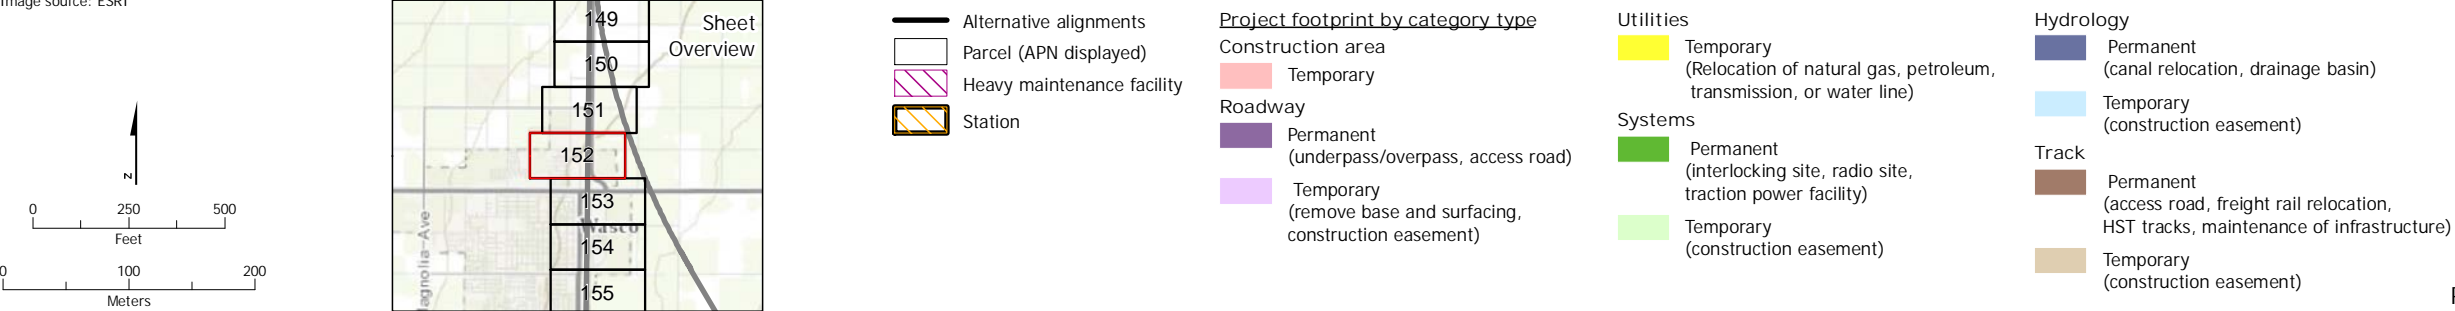 Image source: ESRI
N
0 250 500
Feet
0 100 200
Meters
Sheet
Overview
149
150
151
152
153
Wasco
154
155
agnolia-Ave
Alternative alignments
Parcel (APN displayed)
Heavy maintenance facility
Station
Project footprint by category type
Construction area
Temporary
Roadway
Permanent
(underpass/overpass, access road)
Temporary
(remove base and surfacing,
construction easement)
Utilities
Temporary
(Relocation of natural gas, petroleum,
transmission, or water line)
Systems
Permanent
(interlocking site, radio site,
traction power facility)
Temporary
(construction easement)
Hydrology
Permanent
(canal relocation, drainage basin)
Temporary
(construction easement)
Track
Permanent
(access road, freight rail relocation,
HST tracks, maintenance of infrastructure)
Temporary
(construction easement)